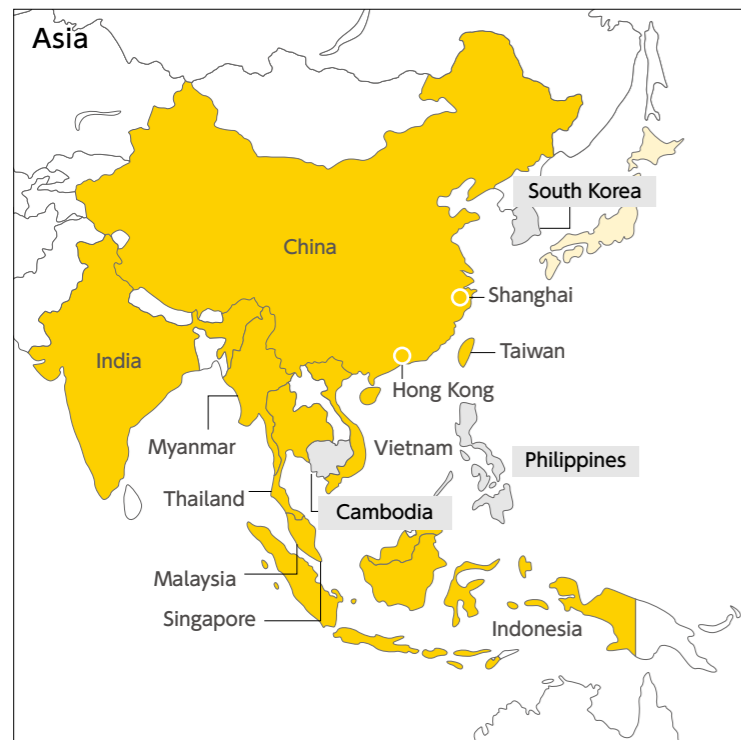 Asia
South Korea
China
Shanghai
Taiwan
India
Hong Kong
Myanmar
Vietnam
Philippines
Thailand
Cambodia
Malaysia
Singapore
Indonesia